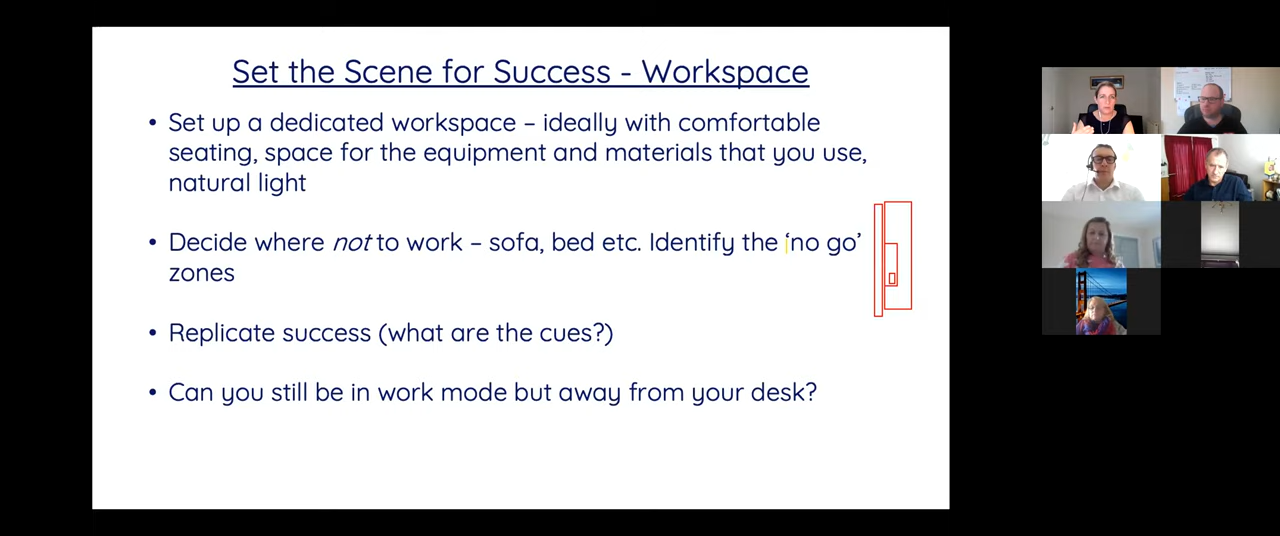 Set the Scene for Success - Workspace
• Set up a dedicated workspace – ideally with comfortable
seating, space for the equipment and materials that you use,
natural light
• Decide where not to work – sofa, bed etc. Identify the ‘no go’
zones
• Replicate success (what are the cues?)
• Can you still be in work mode but away from your desk?